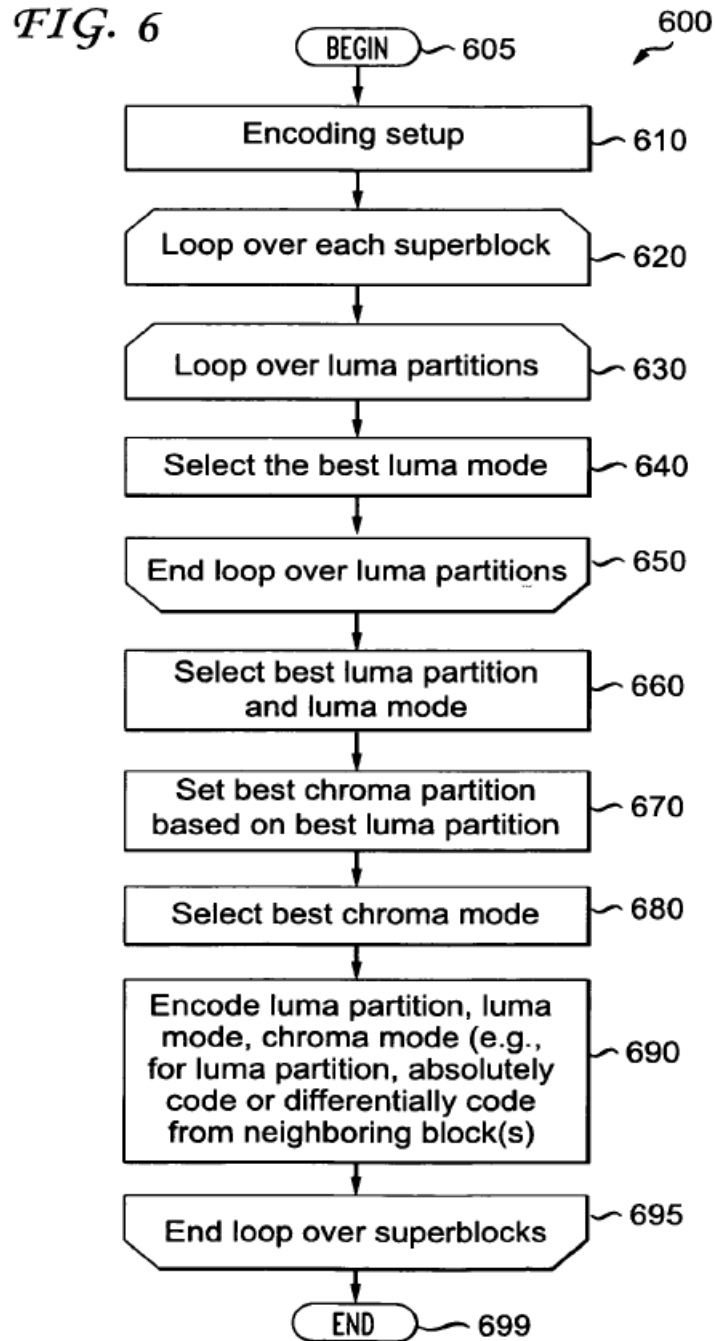 FIG. 6
600
BEGIN 605
Encoding setup 610
Loop over each superblock 620
Loop over luma partitions 630
Select the best luma mode 640
End loop over luma partitions 650
Select best luma partition
and luma mode 660
Set best chroma partition
based on best luma partition 670
Select best chroma mode 680
Encode luma partition, luma
mode, chroma mode (e.g.,
for luma partition, absolutely 690
code or differentially code
from neighboring block(s)
End loop over superblocks 695
END 699